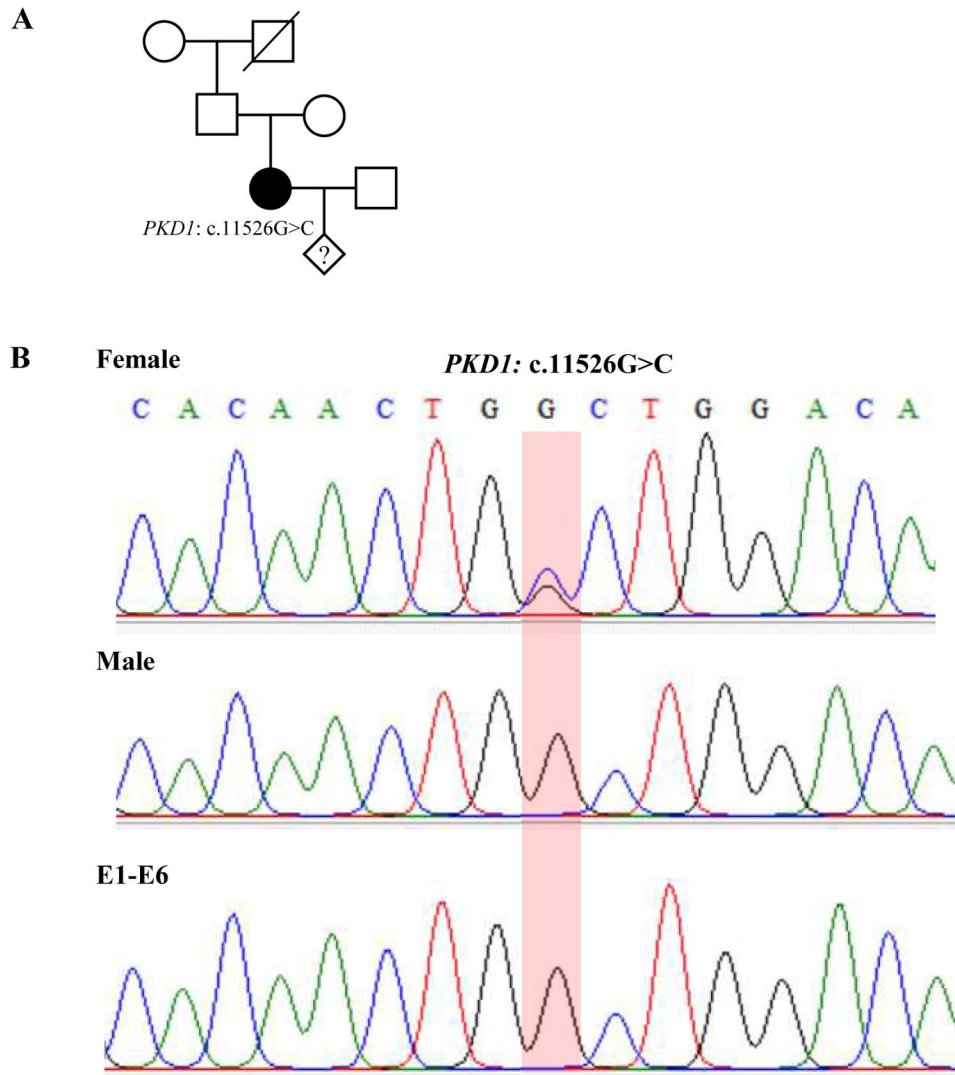 A
PKD1: c.11526G>C
?
B
Female
PKD1: c.11526G>C
C A C A A C T G G C T G G A C A
Male
E1-E6